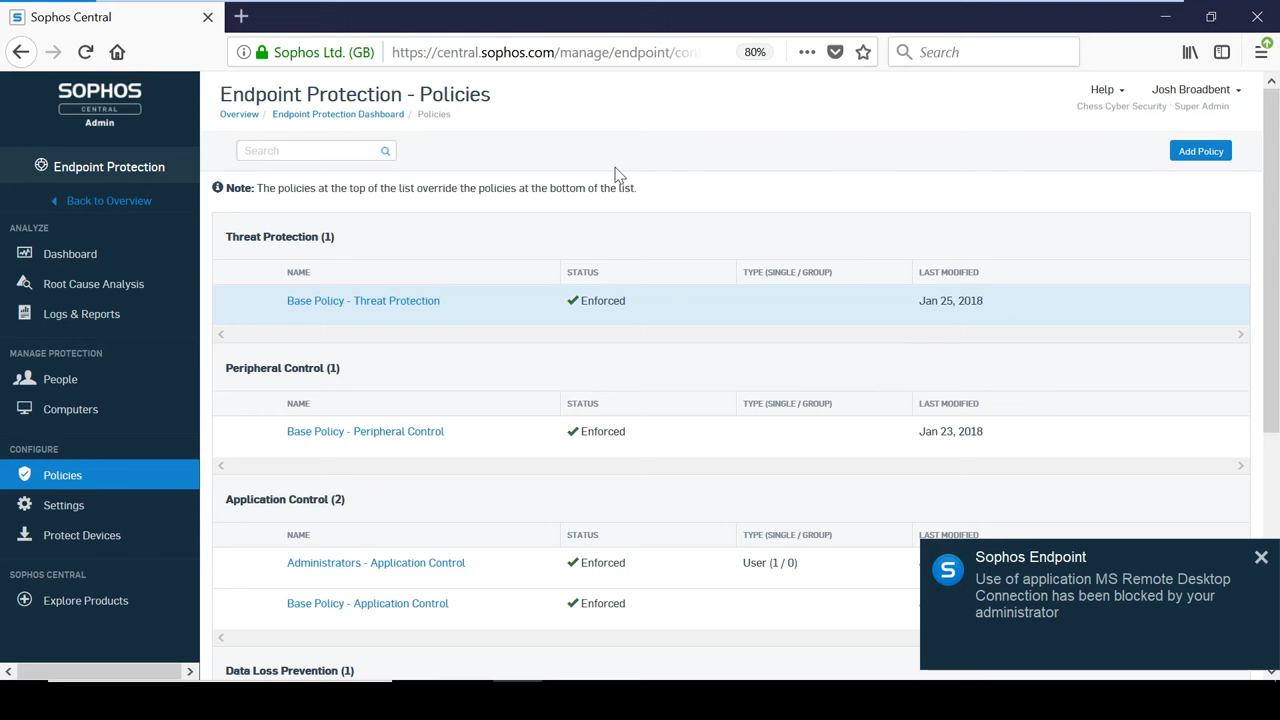 Sophos Central
Sophos Ltd. (GB)
https://central.sophos.com/manage/endpoint/con
80%
Search
SOPHOS
CENTRAL
Admin
Endpoint Protection
Back to Overview
ANALYZE
Dashboard
Root Cause Analysis
Logs & Reports
MANAGE PROTECTION
People
Computers
CONFIGURE
Policies
Settings
Protect Devices
SOPHOS CENTRAL
Explore Products
Endpoint Protection - Policies
Overview / Endpoint Protection Dashboard / Policies
Help
Josh Broadbent
Chess Cyber Security · Super Admin
Search
Add Policy
Note: The policies at the top of the list override the policies at the bottom of the list.
Threat Protection (1)
NAME STATUS TYPE (SINGLE / GROUP) LAST MODIFIED
Base Policy - Threat Protection Enforced Jan 25, 2018
Peripheral Control (1)
NAME STATUS TYPE (SINGLE / GROUP) LAST MODIFIED
Base Policy - Peripheral Control Enforced Jan 23, 2018
Application Control (2)
NAME STATUS TYPE (SINGLE / GROUP) LAST MODIFIED
Administrators - Application Control Enforced User (1 / 0)
Base Policy - Application Control Enforced
Data Loss Prevention (1)
S
Sophos Endpoint
Use of application MS Remote Desktop
Connection has been blocked by your
administrator